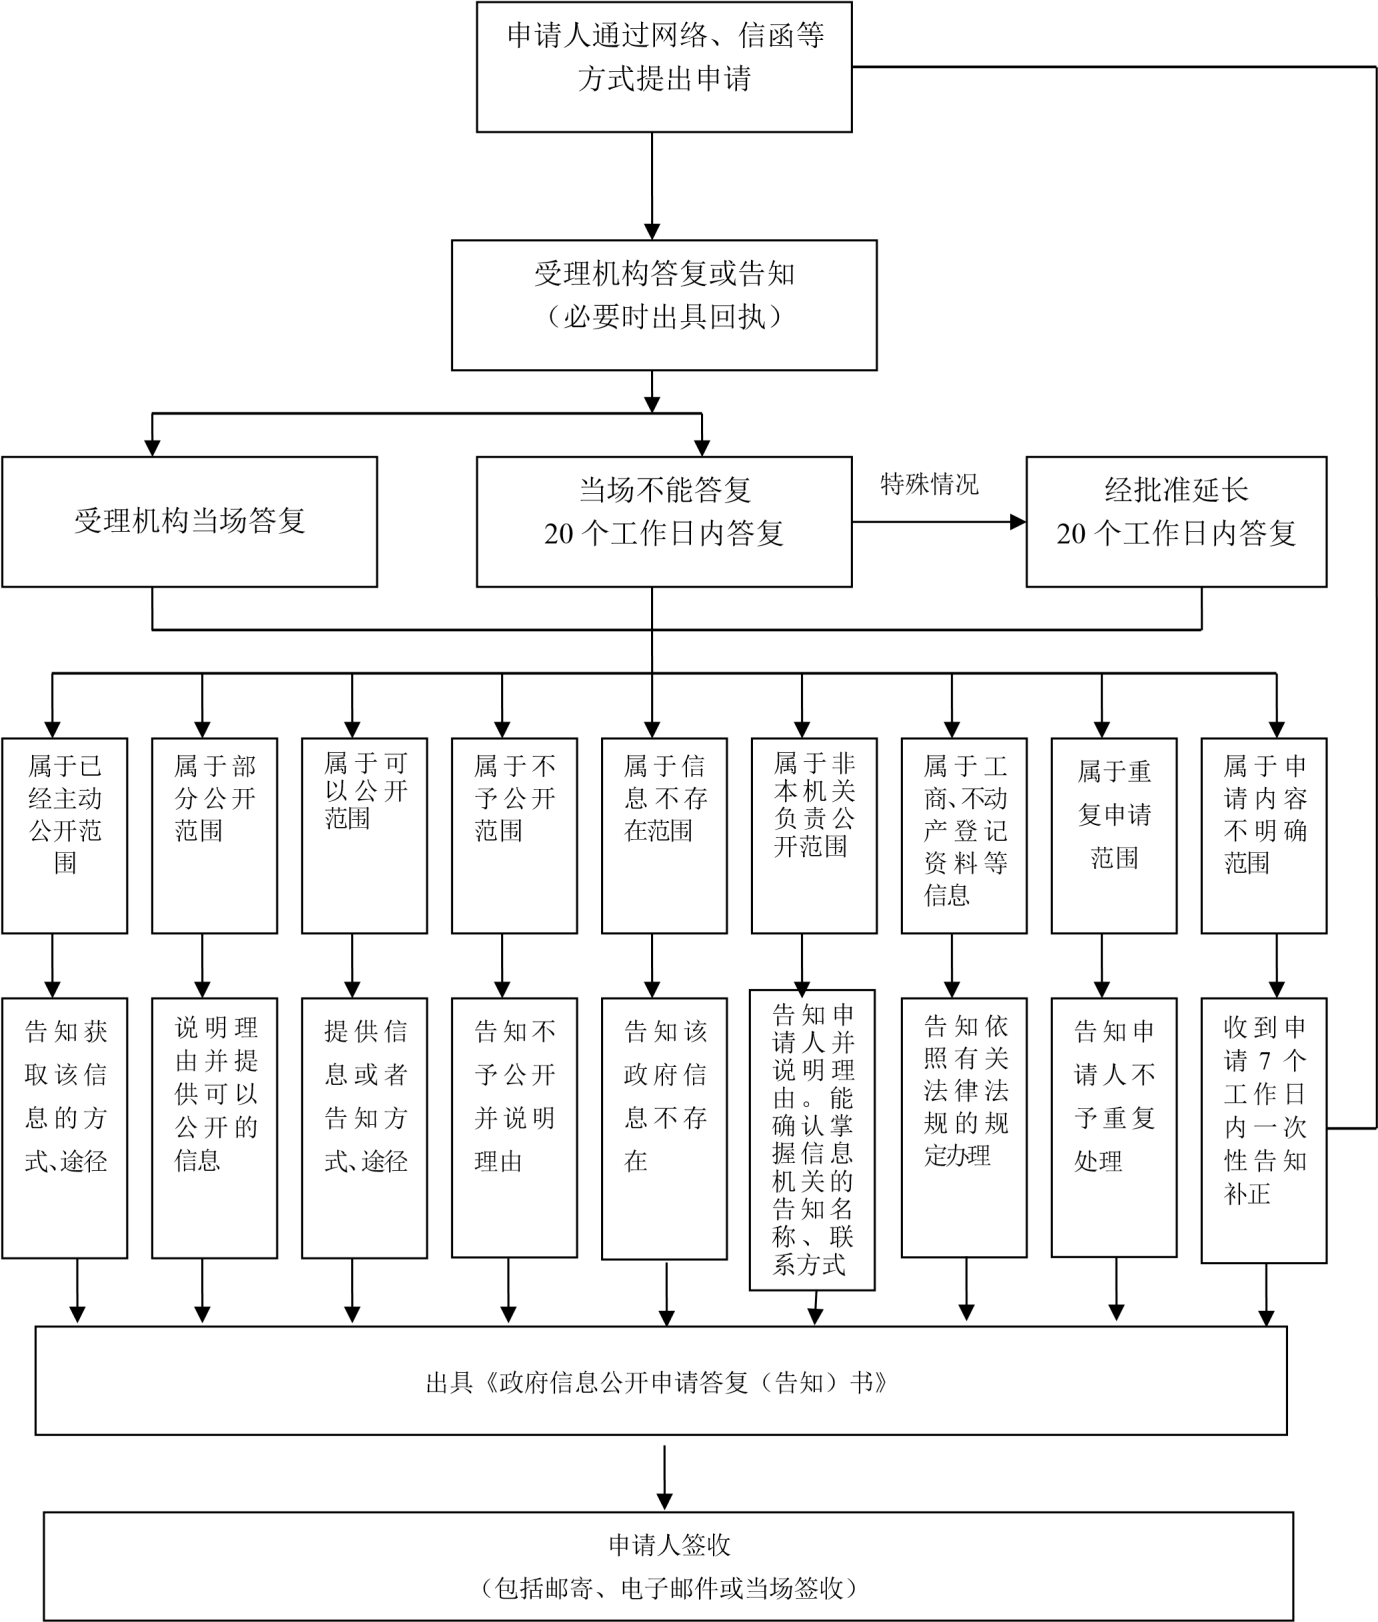 申请人通过网络、信函等
方式提出申请
受理机构答复或告知
（必要时出具回执）
受理机构当场答复
当场不能答复
20 个工作日内答复
特殊情况
经批准延长
20 个工作日内答复
属于已
经主动
公开范
围
属于部
分公开
范围
属于可
以公开
范围
属于不
予公开
范围
属于信
息不存
在范围
属于非
本机关
负责公
开范围
属于工
商、不动
产登记
资料等
信息
属于重
复申请
范围
属于申
请内容
不明确
范围
告知获
取该信
息的方
式、途径
说明理
由并提
供可以
公开的
信息
提供信
息或者
告知方
式、途径
告知不
予公开
并说明
理由
告知该
政府信
息不存
在
告知申
请人并
说明理
由。能
确认掌
握信息
机关的
告知名
称、联
系方式
告知依
照有关
法律法
规的规
定办理
告知申
请人不
予重复
处理
收到申
请 7 个
工作日
内一次
性告知
补正
出具《政府信息公开申请答复（告知）书》
申请人签收
（包括邮寄、电子邮件或当场签收）